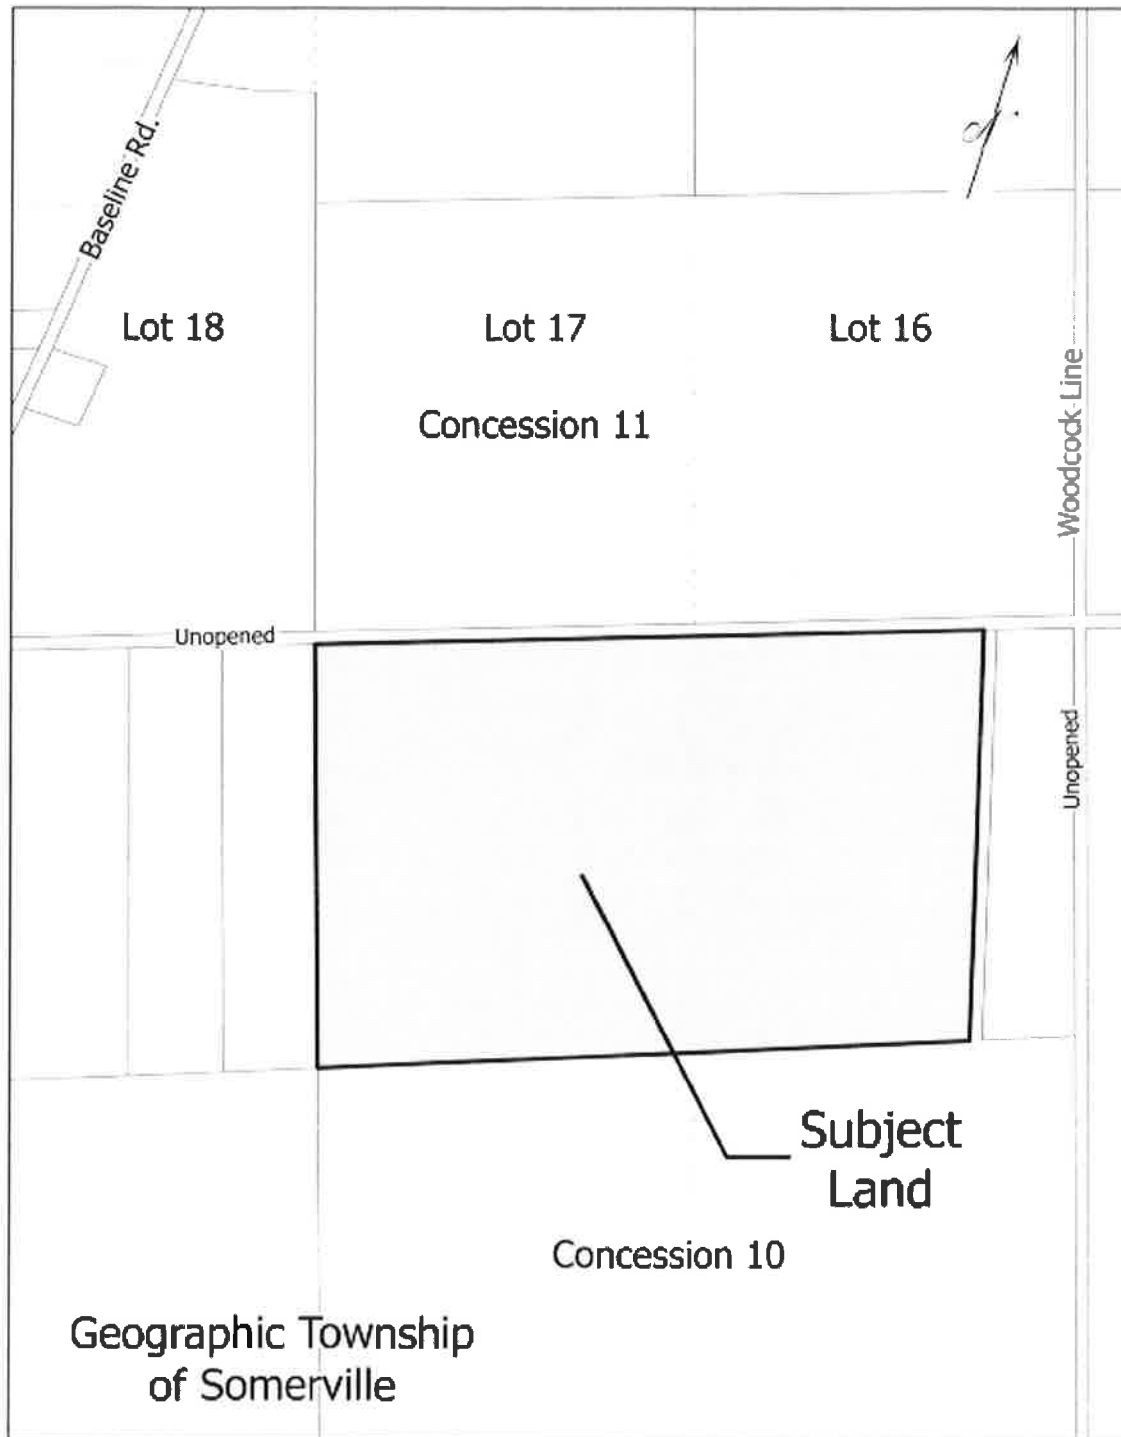 Baseline Rd.
Lot 18
Lot 17
Lot 16
Concession 11
Woodcock Line
Unopened
Unopened
Subject
Land
Concession 10
Geographic Township
of Somerville